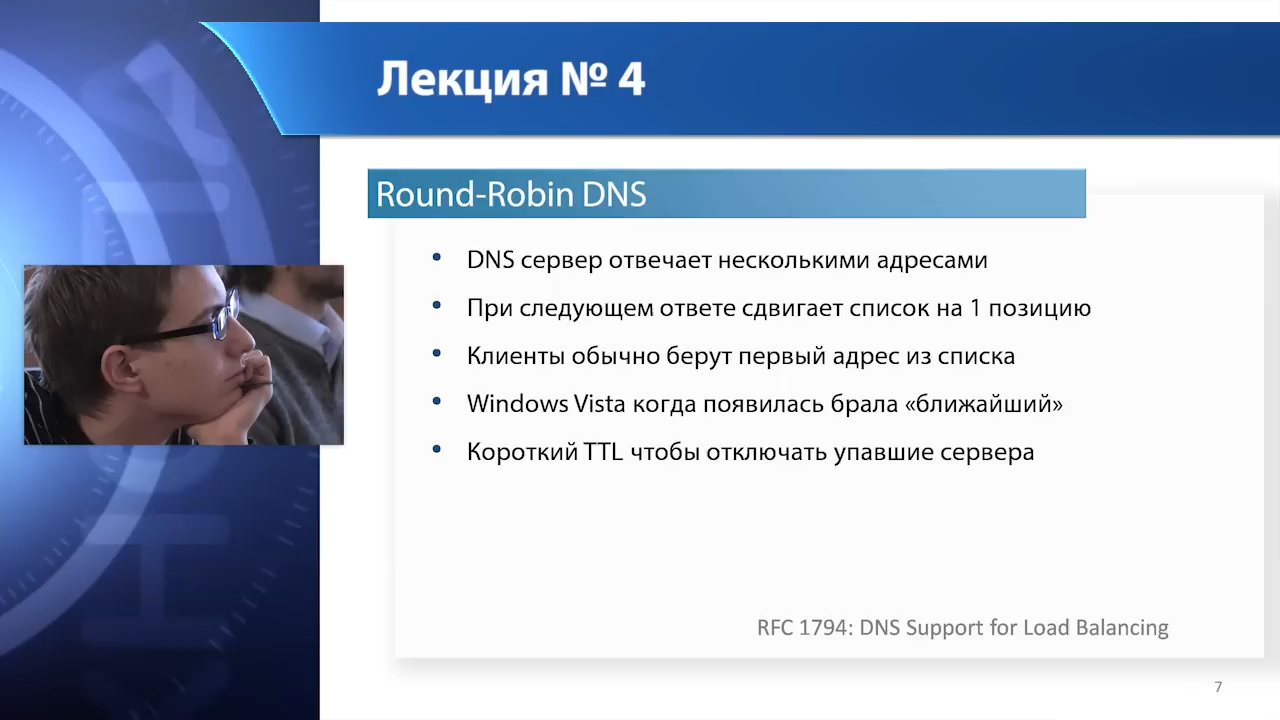 Лекция № 4
Round-Robin DNS
• DNS сервер отвечает несколькими адресами
• При следующем ответе сдвигает список на 1 позицию
• Клиенты обычно берут первый адрес из списка
• Windows Vista когда появилась брала «ближайший»
• Короткий TTL чтобы отключать упавшие сервера
RFC 1794: DNS Support for Load Balancing
7